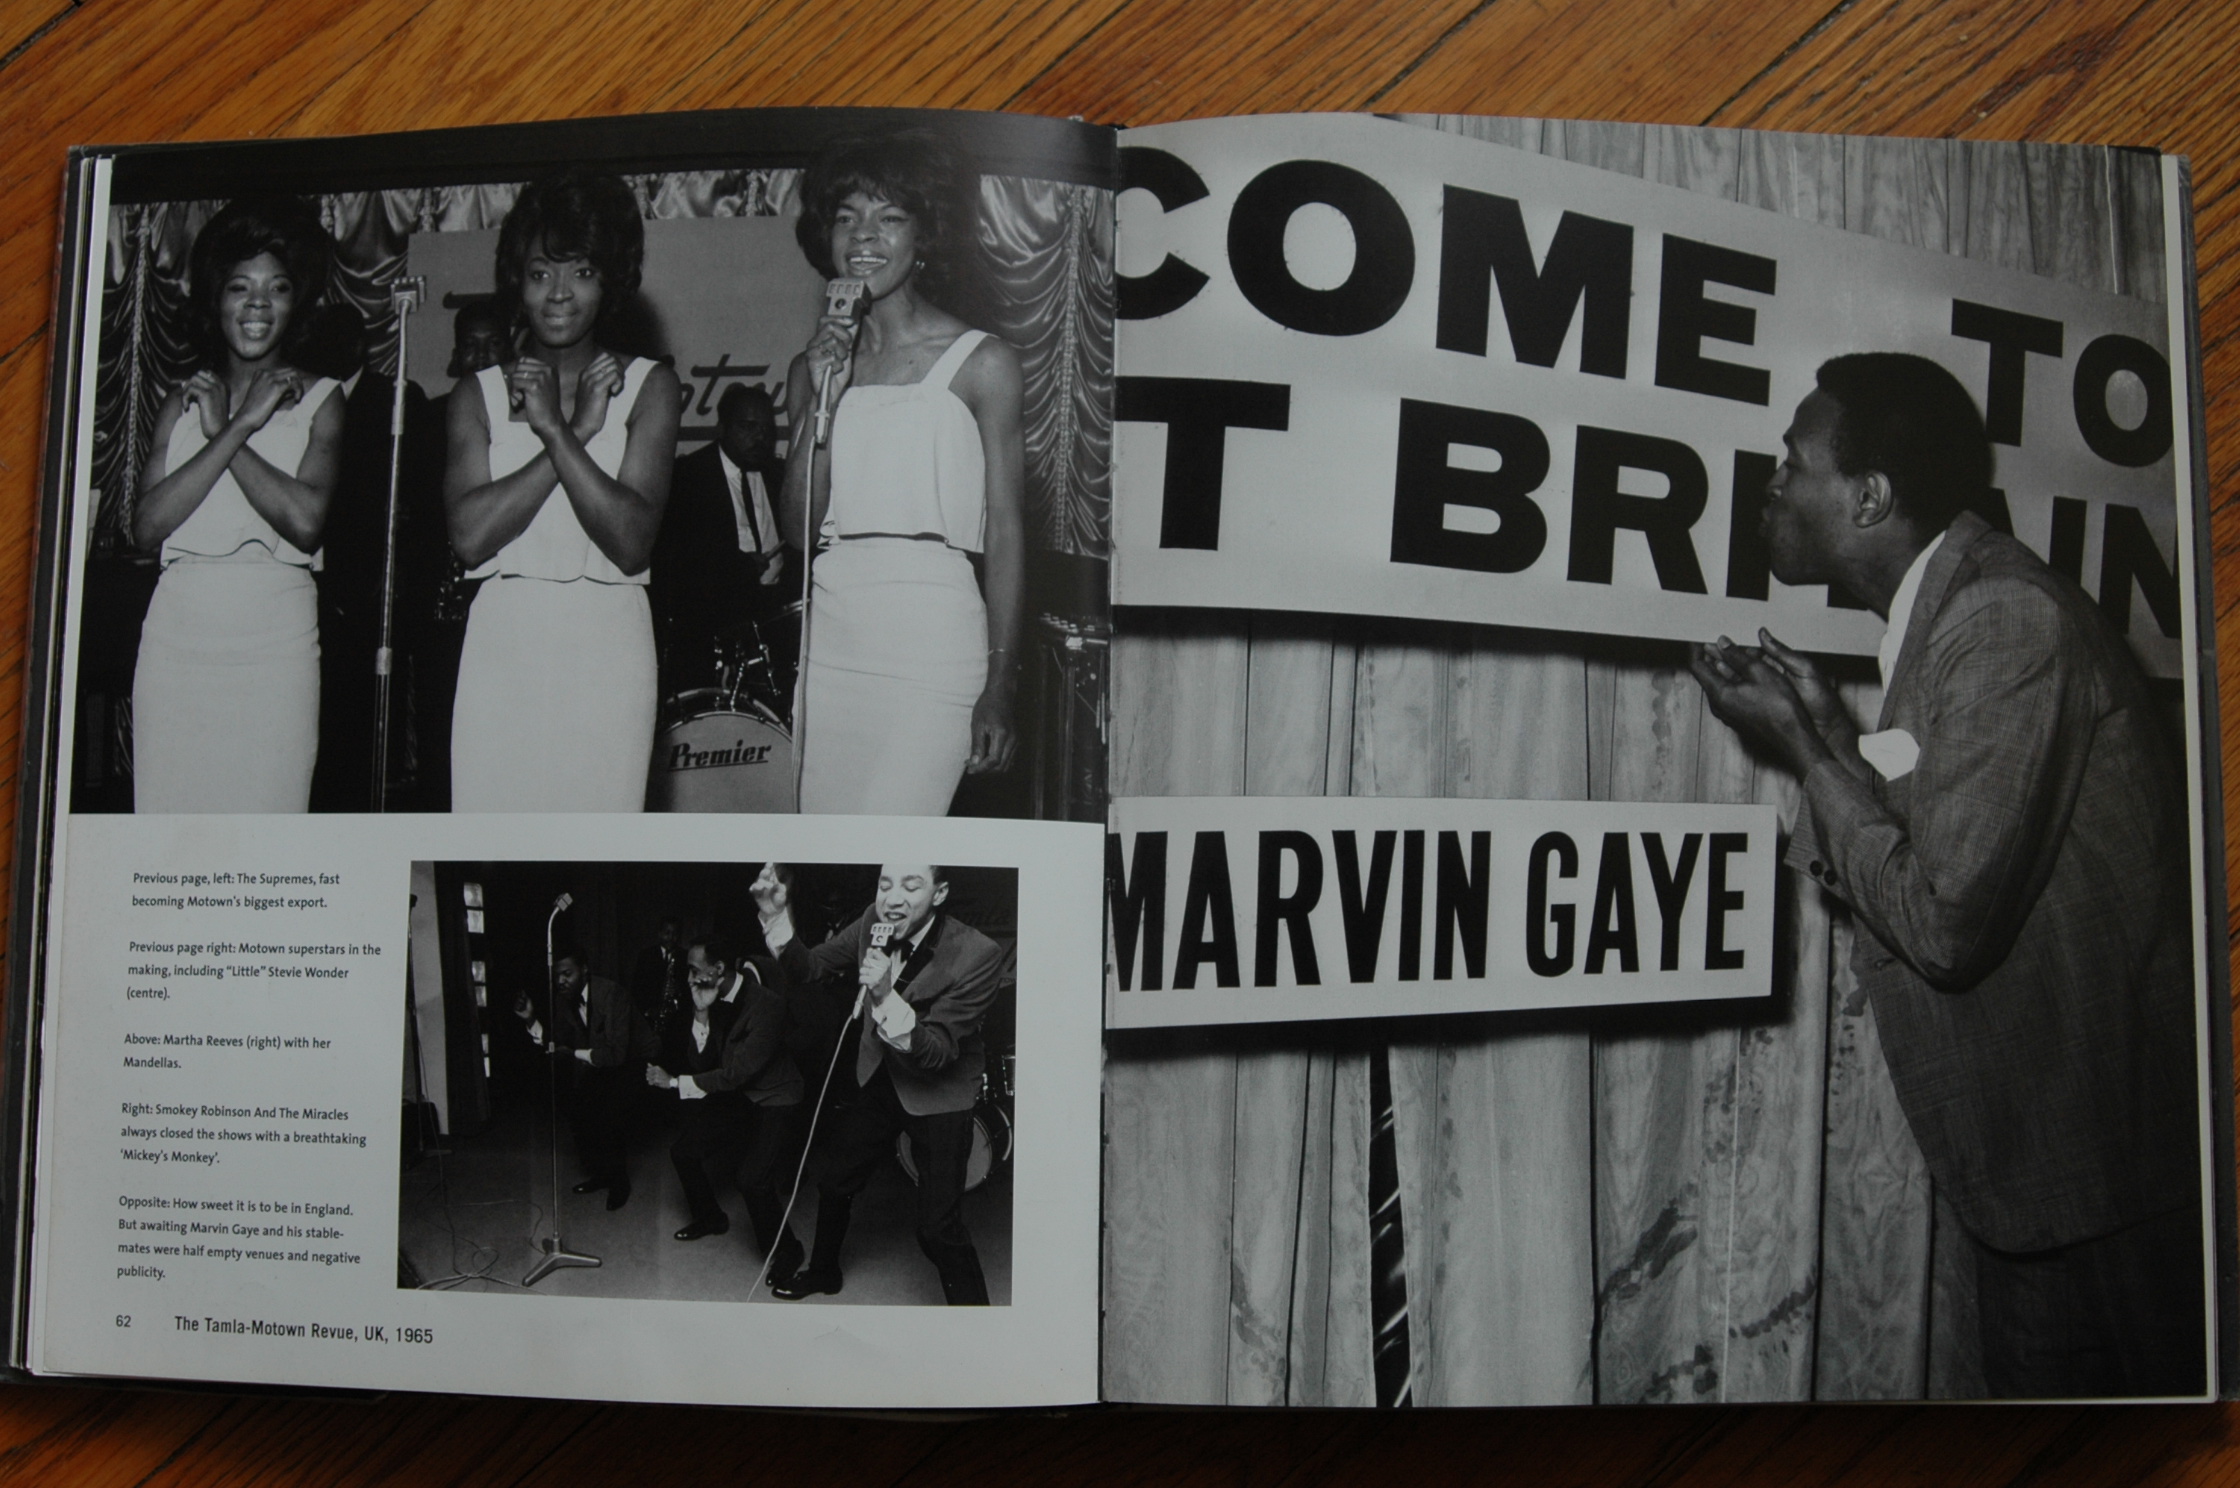 Motow
Premier
Previous page, left: The Supremes, fast
becoming Motown's biggest export.
Previous page right: Motown superstars in the
making, including "Little" Stevie Wonder
(centre).
Above: Martha Reeves (right) with her
Mandellas.
Right: Smokey Robinson And The Miracles
always closed the shows with a breathtaking
'Mickey's Monkey'.
Opposite: How sweet it is to be in England.
But awaiting Marvin Gaye and his stable-
mates were half empty venues and negative
publicity.
62 The Tamla-Motown Revue, UK, 1965
COME TO
T BRI IN
MARVIN GAYE